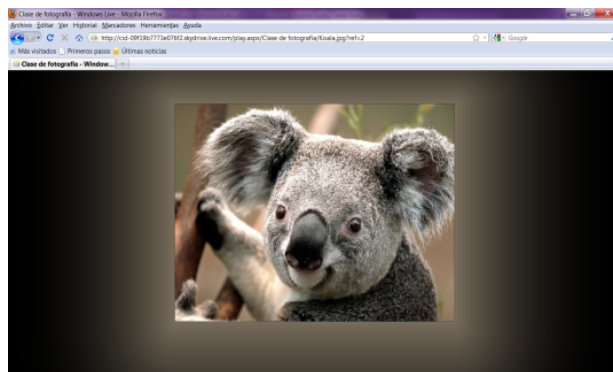 Clase de fotografía - Windows Live - Mozilla Firefox
Archivo Editar Ver Historial Marcadores Herramientas Ayuda
http://cid-09f19b7773e076f2.skydrive.live.com/play.aspx/Clase de fotografía/Koala.jpg?ref=2 Google
Más visitados Primeros pasos Últimas noticias
Clase de fotografía - Window...